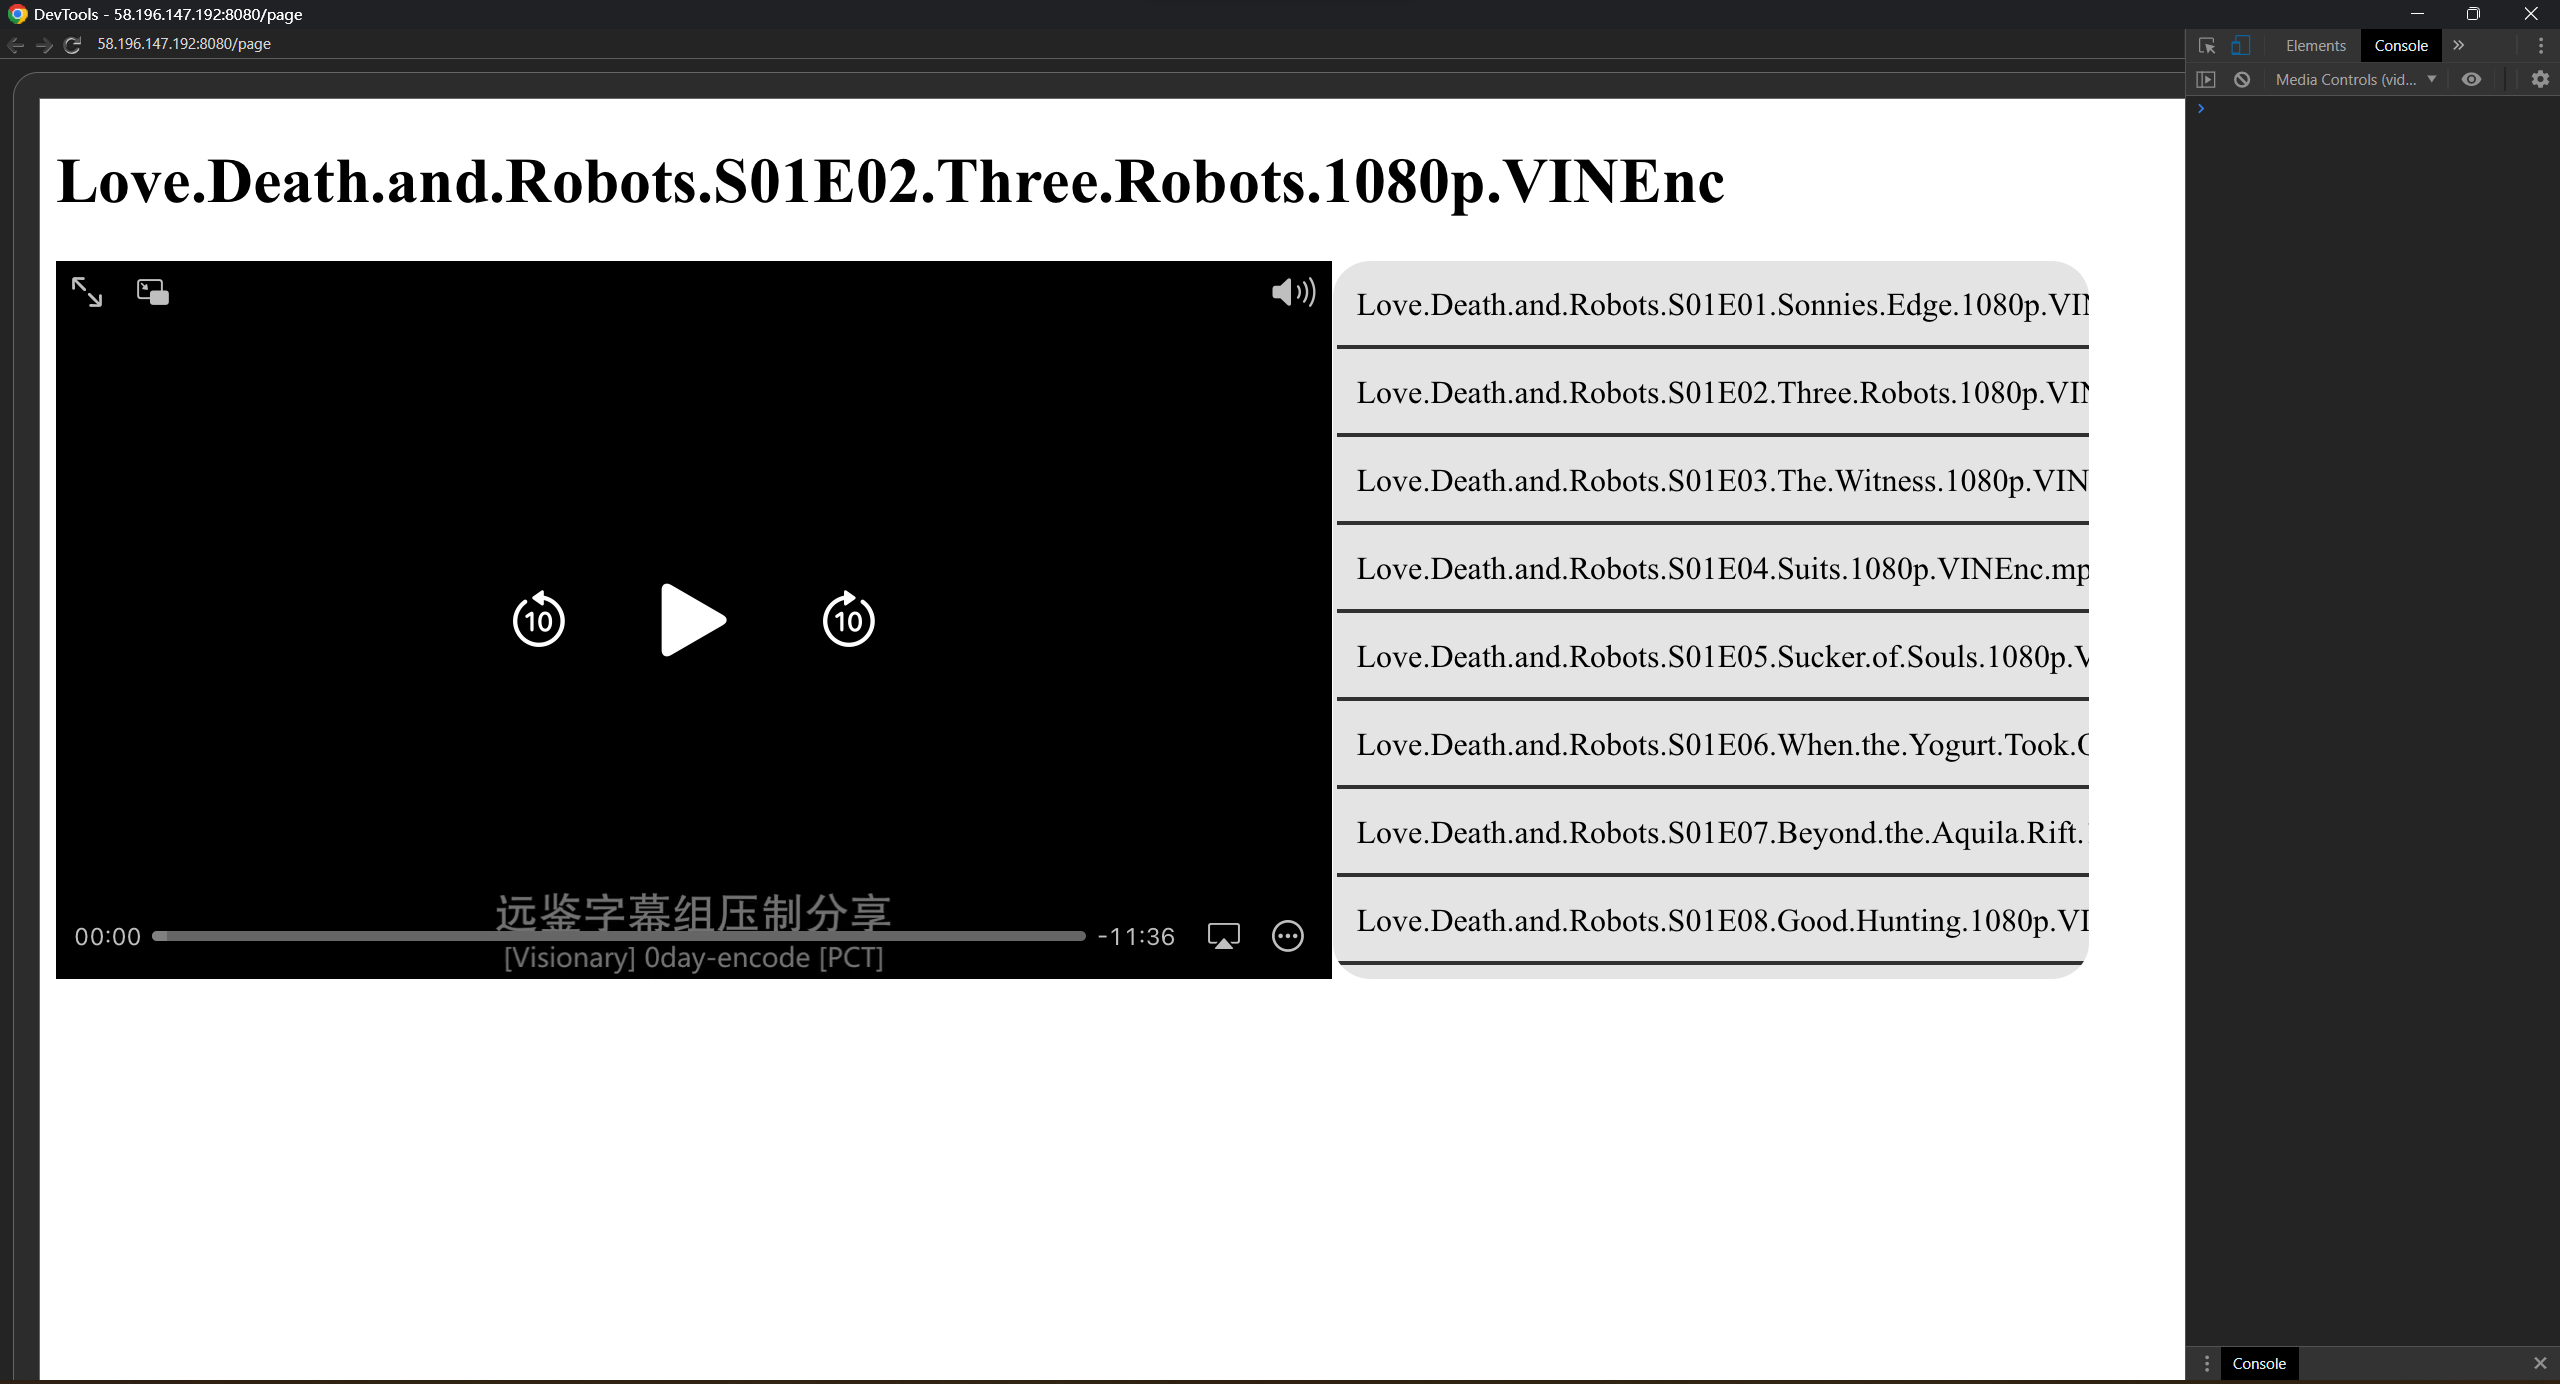 DevTools - 58.196.147.192:8080/page
58.196.147.192:8080/page
Elements
Console
Media Controls (vid...
Love.Death.and.Robots.S01E02.Three.Robots.1080p.VINEnc
10
10
远鉴字幕组压制分享
00:00
-11:36
[Visionary] 0day-encode [PCT]
Love.Death.and.Robots.S01E01.Sonnies.Edge.1080p.VIN
Love.Death.and.Robots.S01E02.Three.Robots.1080p.VIN
Love.Death.and.Robots.S01E03.The.Witness.1080p.VIN
Love.Death.and.Robots.S01E04.Suits.1080p.VINEnc.mp
Love.Death.and.Robots.S01E05.Sucker.of.Souls.1080p.V
Love.Death.and.Robots.S01E06.When.the.Yogurt.Took.
Love.Death.and.Robots.S01E07.Beyond.the.Aquila.Rift.
Love.Death.and.Robots.S01E08.Good.Hunting.1080p.VI
Console